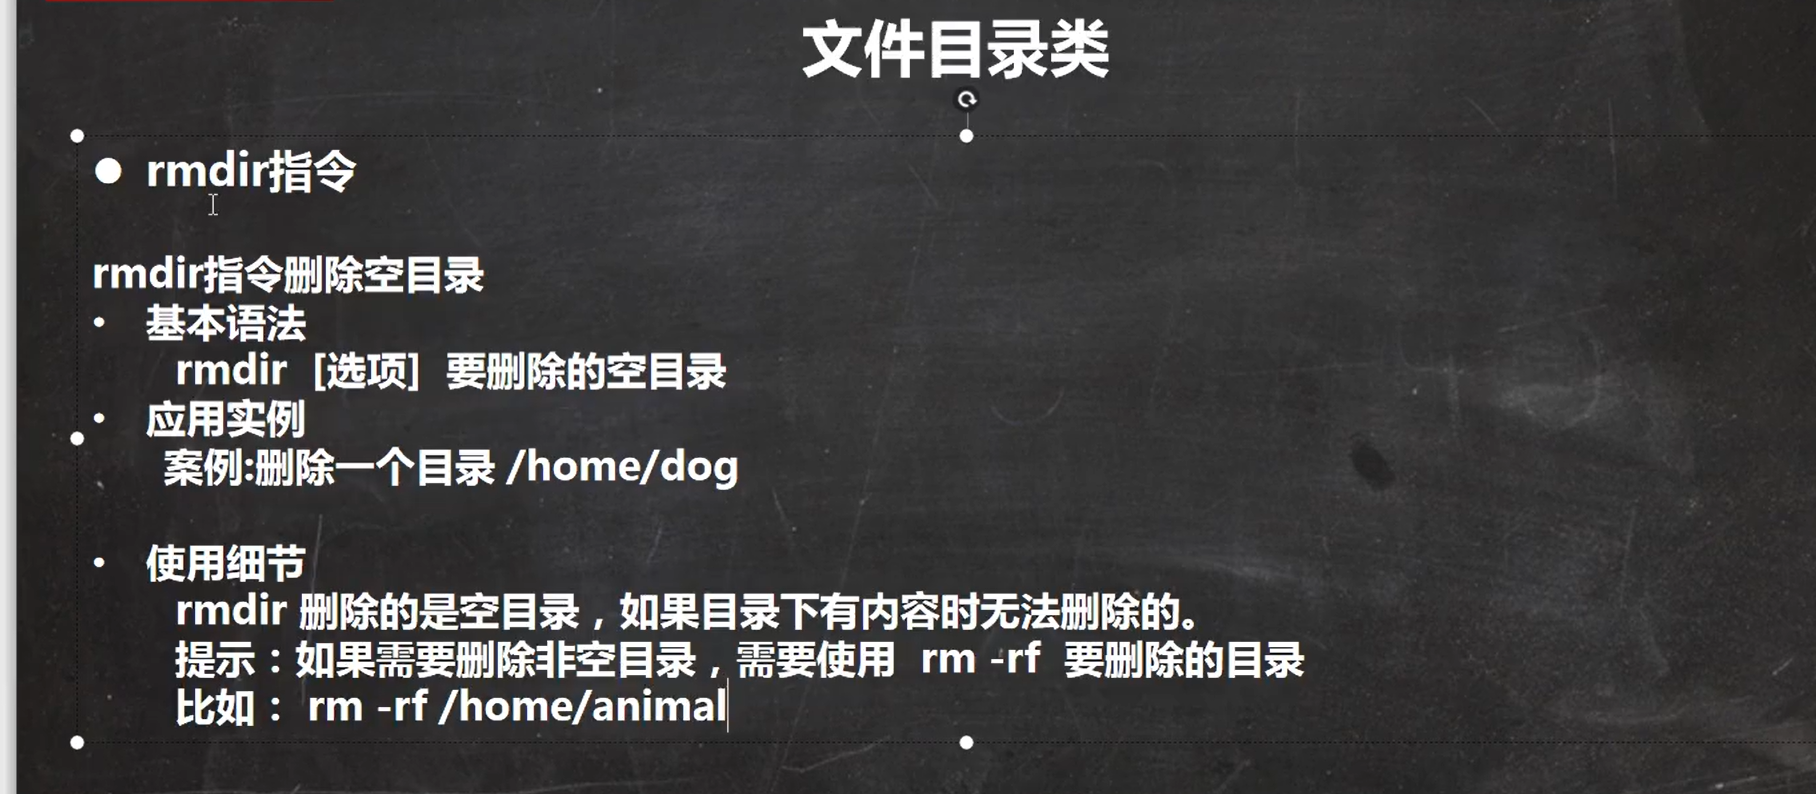 文件目录类
● rmdir指令
rmdir指令删除空目录
• 基本语法
rmdir [选项] 要删除的空目录
• 应用实例
案例:删除一个目录 /home/dog
• 使用细节
rmdir 删除的是空目录，如果目录下有内容时无法删除的。
提示：如果需要删除非空目录，需要使用 rm -rf 要删除的目录
比如： rm -rf /home/animal